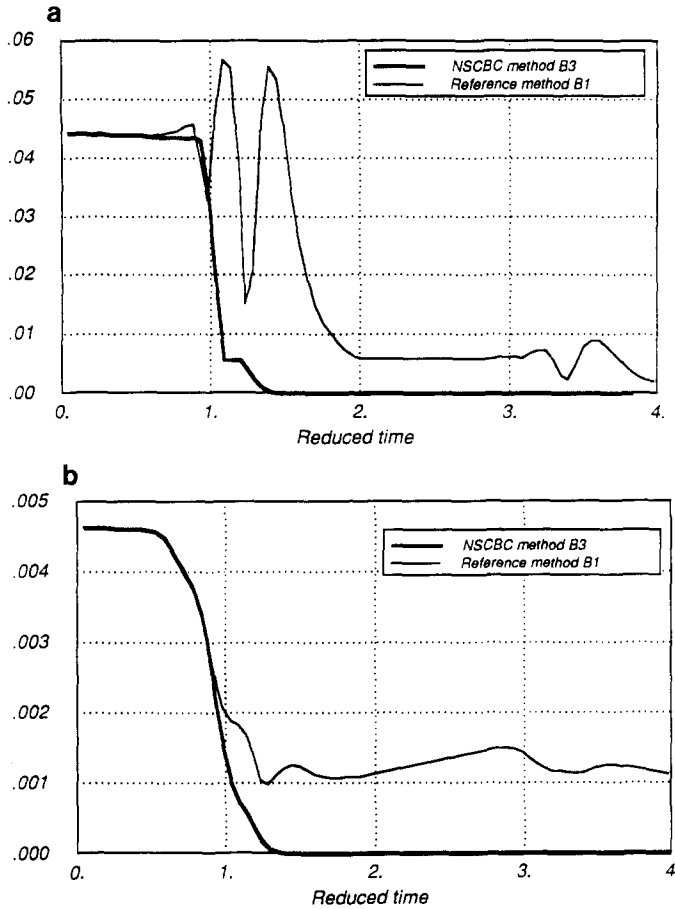 a
.06
.05
.04
.03
.02
.01
.00
NSCBC method B3
Reference method B1
0. 1. 2. 3. 4.
Reduced time
b
.005
.004
.003
.002
.001
.000
NSCBC method B3
Reference method B1
0. 1. 2. 3. 4
Reduced time